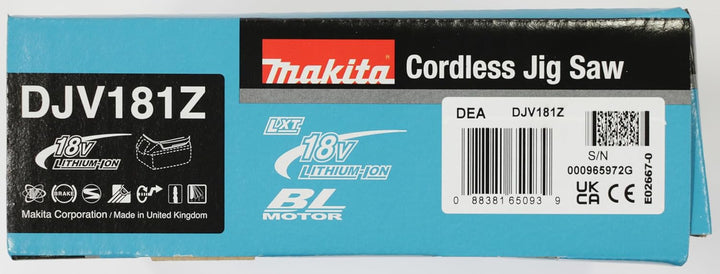 DJV181Z
18V
LITHIUM-ION
BRAKE
Makita Corporation / Made in United Kingdom
makita Cordless Jig Saw
LXT
18V
LITHIUM-ION
BL
MOTOR
DEA DJV181Z
0 88381 65093 9
S/N
000965972G
UK
CA CE
E02667-0